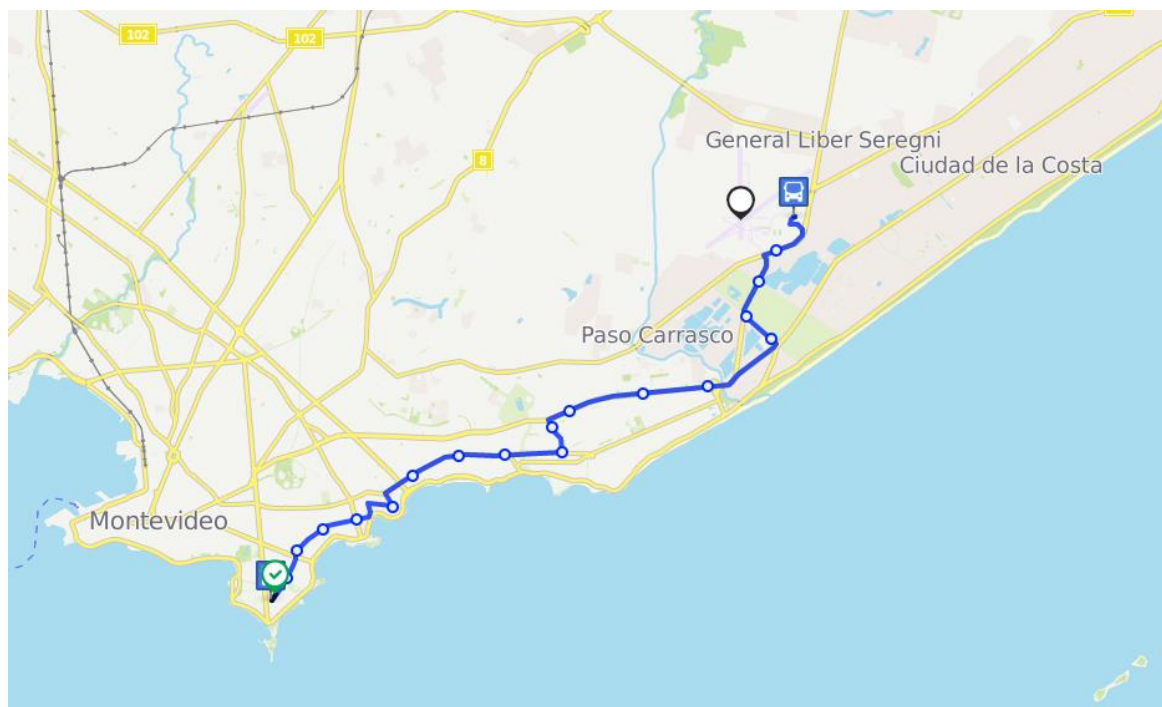 102
102
General Liber Seregni
8
Ciudad de la Costa
Paso Carrasco
Montevideo